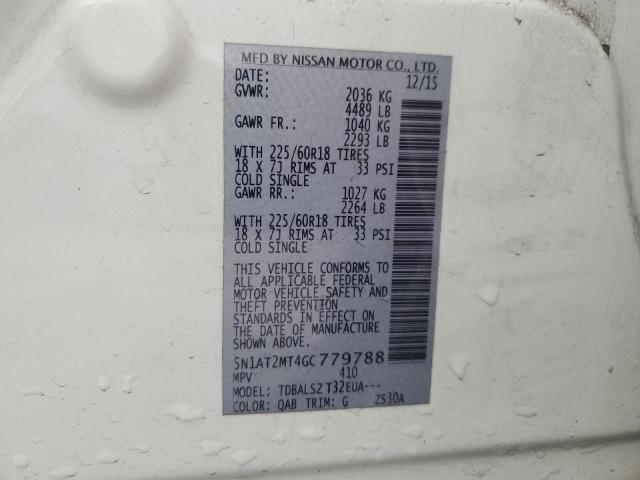 MFD BY NISSAN MOTOR CO., LTD.
DATE: 12/15
GVWR: 2036 KG
4489 LB
GAWR FR.: 1040 KG
2293 LB
WITH 225/60R18 TIRES
18 X 7J RIMS AT 33 PSI
COLD SINGLE
GAWR RR.: 1027 KG
2264 LB
WITH 225/60R18 TIRES
18 X 7J RIMS AT 33 PSI
COLD SINGLE
THIS VEHICLE CONFORMS TO
ALL APPLICABLE FEDERAL
MOTOR VEHICLE SAFETY AND
THEFT PREVENTION
STANDARDS IN EFFECT ON
THE DATE OF MANUFACTURE
SHOWN ABOVE.
5N1AT2MT4GC779788
MPV 410
MODEL: TDBALSZ T32EUA---
COLOR: QAB TRIM: G ZS30A